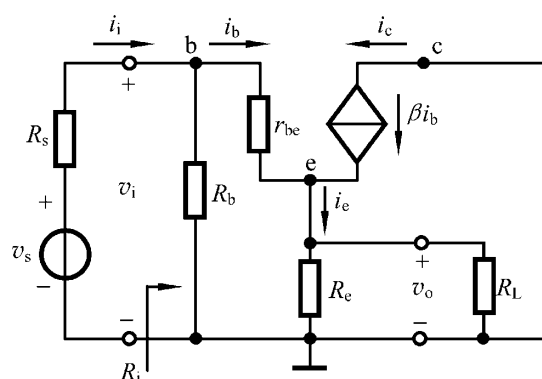 i_i
i_b
i_c
b
c
+
R_s
r_be
βi_b
e
+
v_i
R_b
i_e
v_s
+
−
R_e
v_o
R_L
−
−
R_i